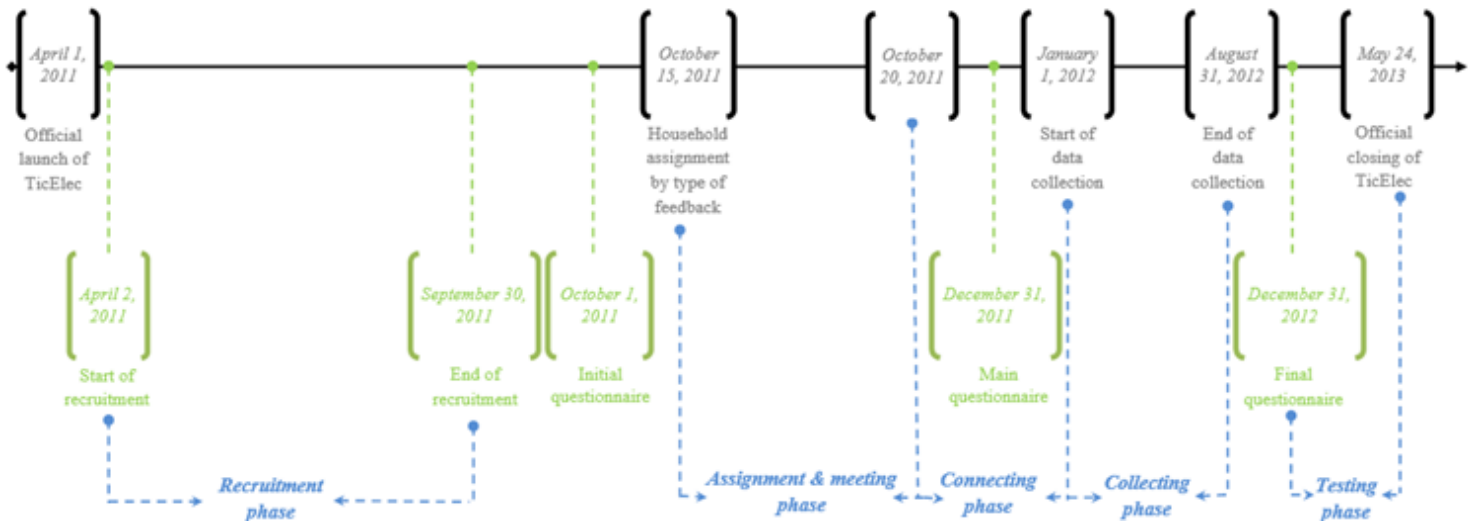 April 1,
2011
Official
launch of
TicElec
October
15, 2011
Household
assignment
by type of
feedback
October
20, 2011
January
1, 2012
Start of
data
collection
August
31, 2012
End of
data
collection
May 24,
2013
Official
closing of
TicElec
April 2,
2011
Start of
recruitment
September 30,
2011
End of
recruitment
October 1,
2011
Initial
questionnaire
December 31,
2011
Main
questionnaire
December 31,
2012
Final
questionnaire
Recruitment
phase
Assignment & meeting
phase
Connecting
phase
Collecting
phase
Testing
phase